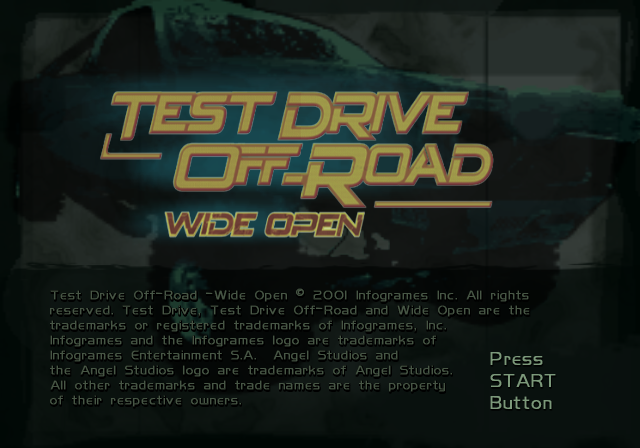 TEST DRIVE
OFF-ROAD
WIDE OPEN
Test Drive Off-Road -Wide Open © 2001 Infogrames Inc. All rights
reserved. Test Drive, Test Drive Off-Road and Wide Open are the
trademarks or registered trademarks of Infogrames, Inc.
Infogrames and the Infogrames logo are trademarks of
Infogrames Entertainment S.A. Angel Studios and
the Angel Studios logo are trademarks of Angel Studios.
All other trademarks and trade names are the property
of their respective owners.
Press
START
Button